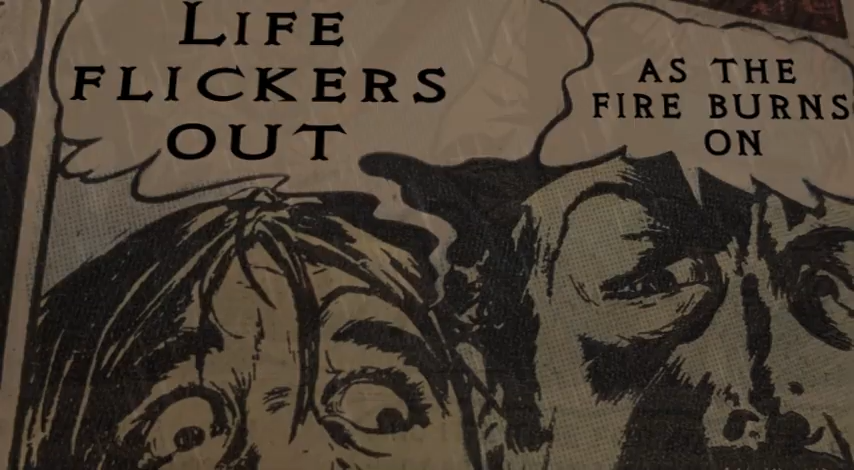 LIFE
FLICKERS
OUT
AS THE
FIRE BURNS
ON